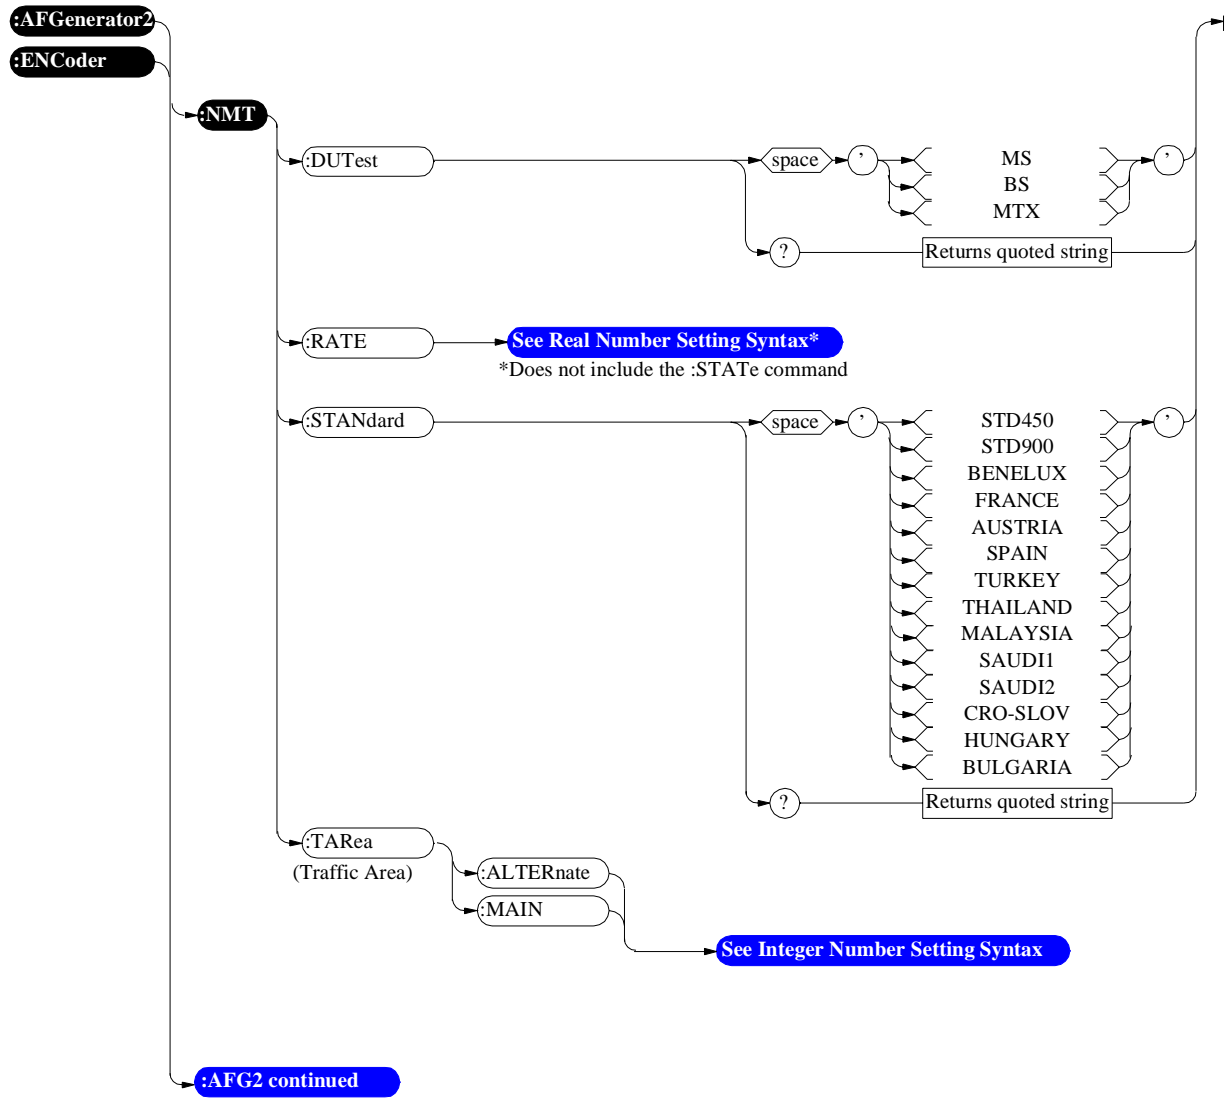 :AFGenerator2
:ENCoder
:NMT
:DUTest
space
’
MS
BS
MTX
’
?
Returns quoted string
:RATE
See Real Number Setting Syntax*
*Does not include the :STATe command
:STANdard
space
’
STD450
STD900
BENELUX
FRANCE
AUSTRIA
SPAIN
TURKEY
THAILAND
MALAYSIA
SAUDI1
SAUDI2
CRO-SLOV
HUNGARY
BULGARIA
’
?
Returns quoted string
:TARea
(Traffic Area)
:ALTERnate
:MAIN
See Integer Number Setting Syntax
:AFG2 continued